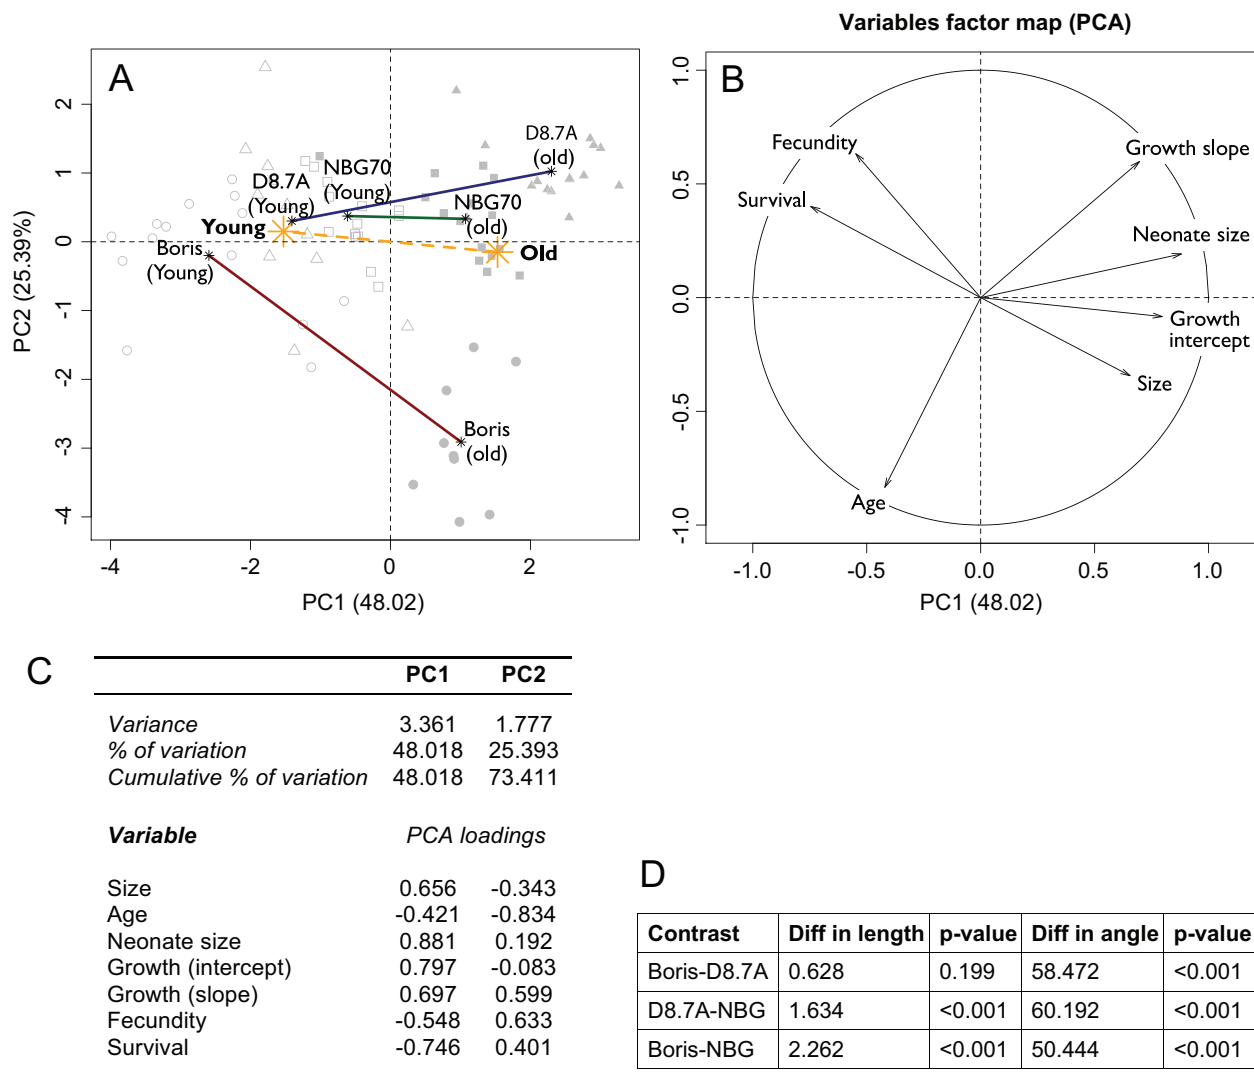 Variables factor map (PCA)
A
2
1
0
-1
-2
-3
-4
PC2 (25.39%)
D8.7A
(old)
NBG70
(Young)
D8.7A
(Young)
NBG70
(old)
Young
Boris
(Young)
Old
Boris
(old)
-4
-2
0
2
PC1 (48.02)
B
1.0
0.5
0.0
-0.5
-1.0
Fecundity
Growth slope
Survival
Neonate size
Growth
intercept
Size
Age
-1.0
-0.5
0.0
0.5
1.0
PC1 (48.02)
C
PC1 PC2
Variance 3.361 1.777
% of variation 48.018 25.393
Cumulative % of variation 48.018 73.411
Variable PCA loadings
Size 0.656 -0.343
Age -0.421 -0.834
Neonate size 0.881 0.192
Growth (intercept) 0.797 -0.083
Growth (slope) 0.697 0.599
Fecundity -0.548 0.633
Survival -0.746 0.401
D
Contrast Diff in length p-value Diff in angle p-value
Boris-D8.7A 0.628 0.199 58.472 <0.001
D8.7A-NBG 1.634 <0.001 60.192 <0.001
Boris-NBG 2.262 <0.001 50.444 <0.001